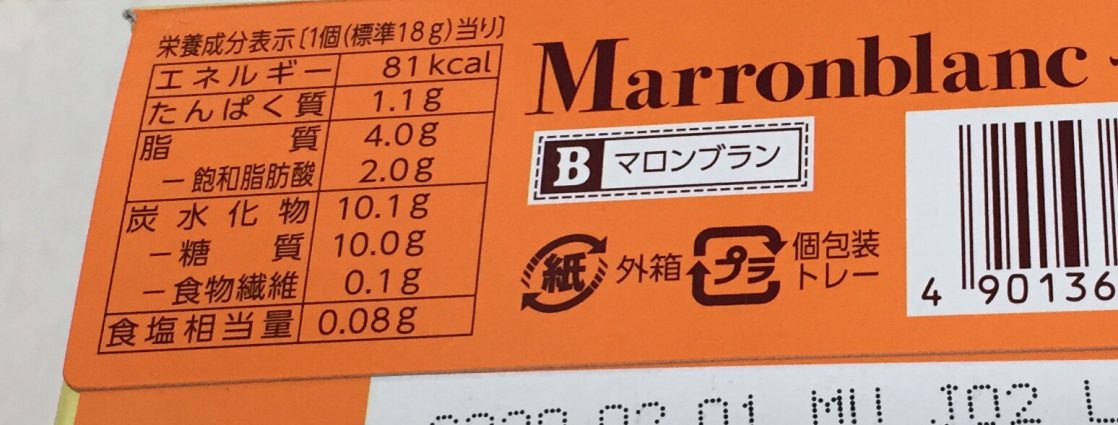 栄養成分表示〔1個(標準18g)当り〕
エネルギー 81kcal
たんぱく質 1.1g
脂質 4.0g
－飽和脂肪酸 2.0g
炭水化物 10.1g
－糖質 10.0g
－食物繊維 0.1g
食塩相当量 0.08g
Marronblanc
B マロンブラン
紙 外箱 プラ 個包装
トレー
4 90136
MU J02 L